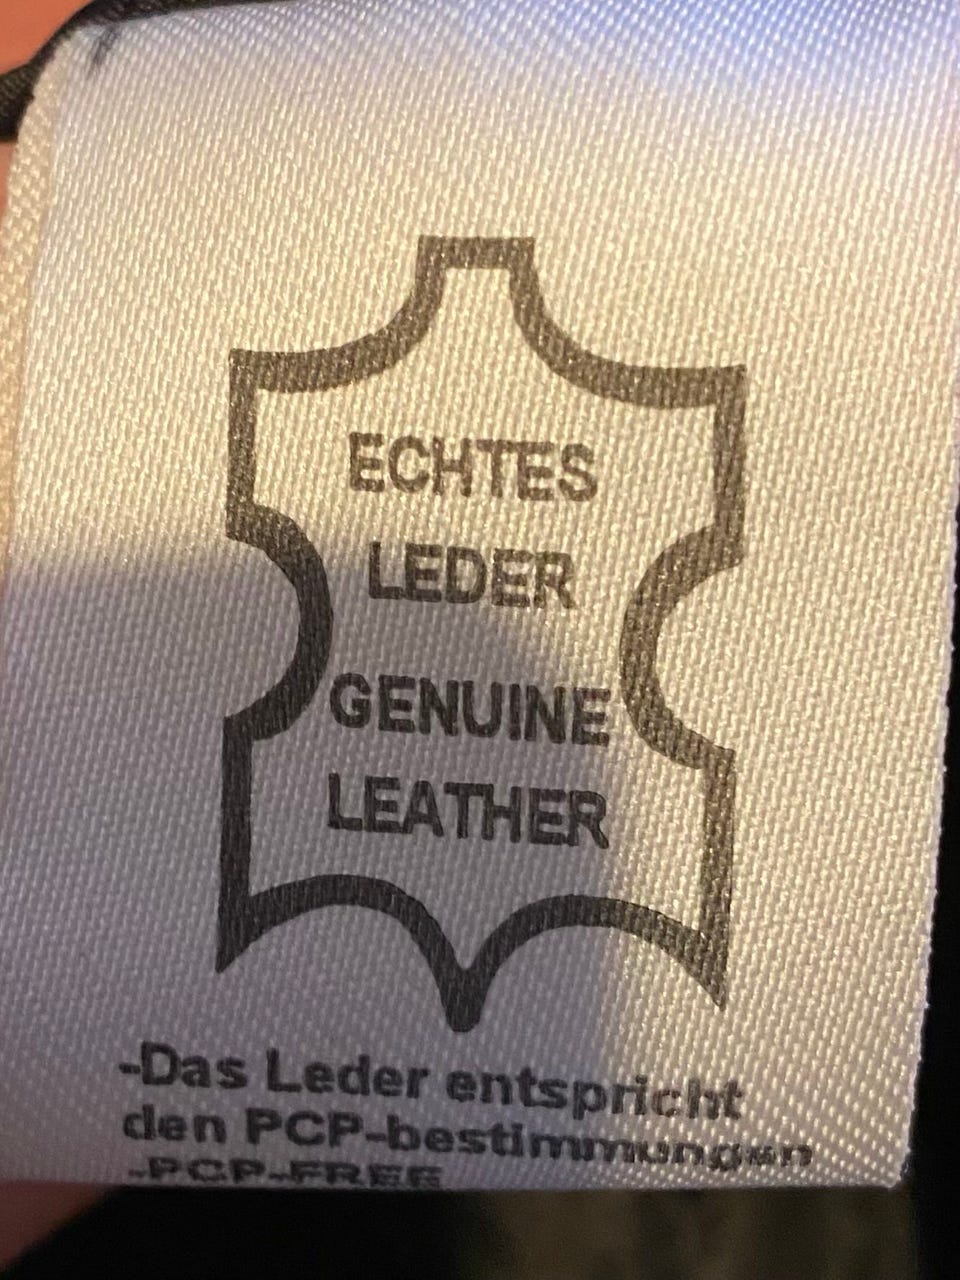 ECHTES
LEDER
GENUINE
LEATHER
-Das Leder entspricht
den PCP-bestimmungen
-PCP-FREE